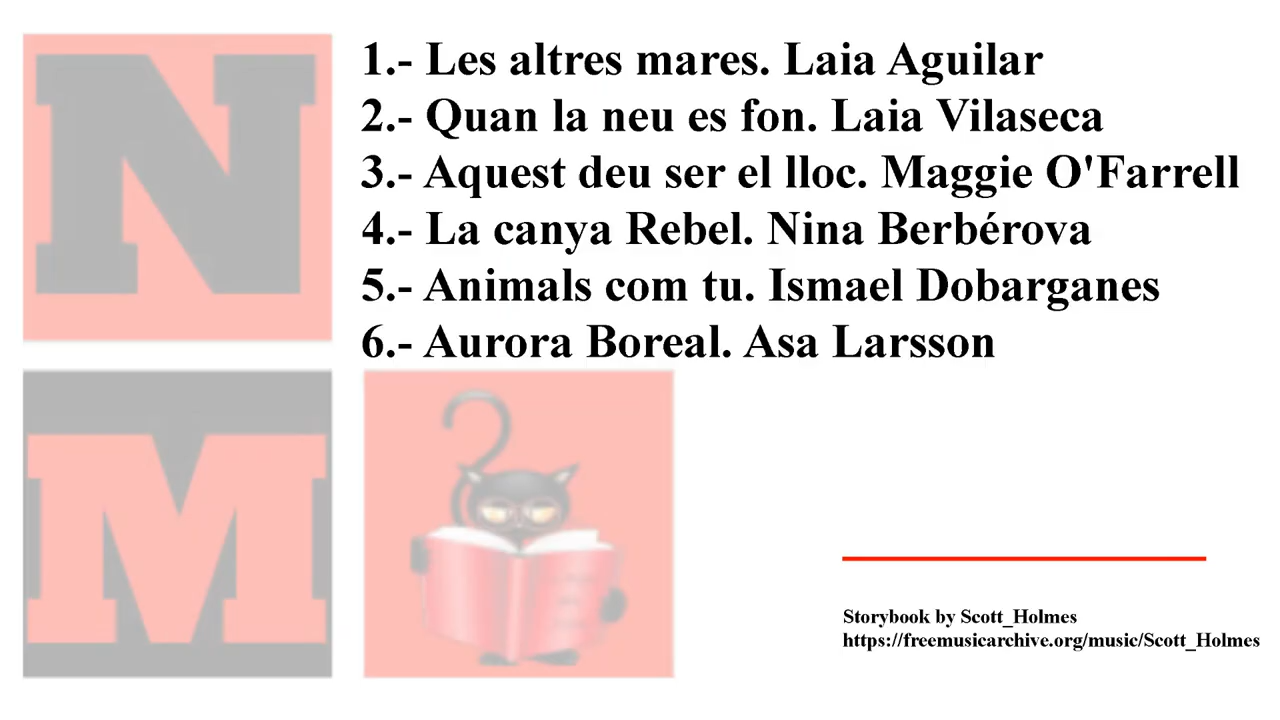 N
1.- Les altres mares. Laia Aguilar
2.- Quan la neu es fon. Laia Vilaseca
3.- Aquest deu ser el lloc. Maggie O'Farrell
4.- La canya Rebel. Nina Berbérova
5.- Animals com tu. Ismael Dobarganes
6.- Aurora Boreal. Asa Larsson
M
Storybook by Scott_Holmes
https://freemusicarchive.org/music/Scott_Holmes